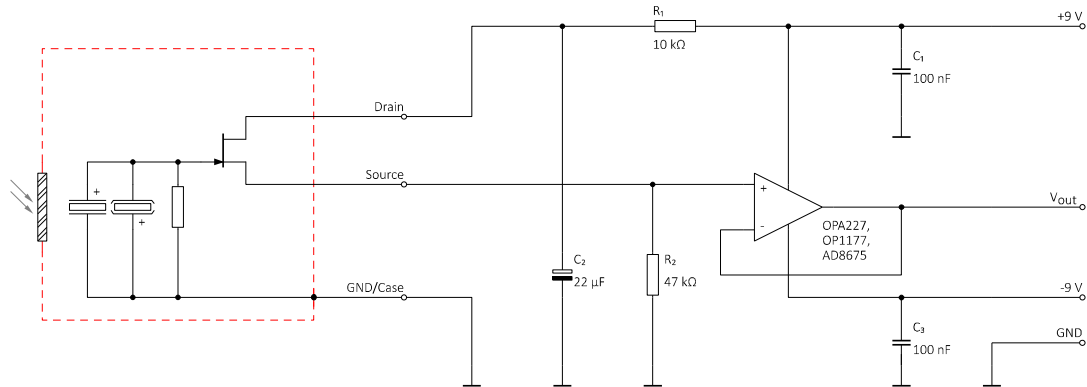 R₁
10 kΩ
+9 V
C₁
100 nF
Drain
+
Source
+
+
-
Vout
OPA227,
OP1177,
AD8675
C₂
22 µF
R₂
47 kΩ
GND/Case
-9 V
C₃
100 nF
GND